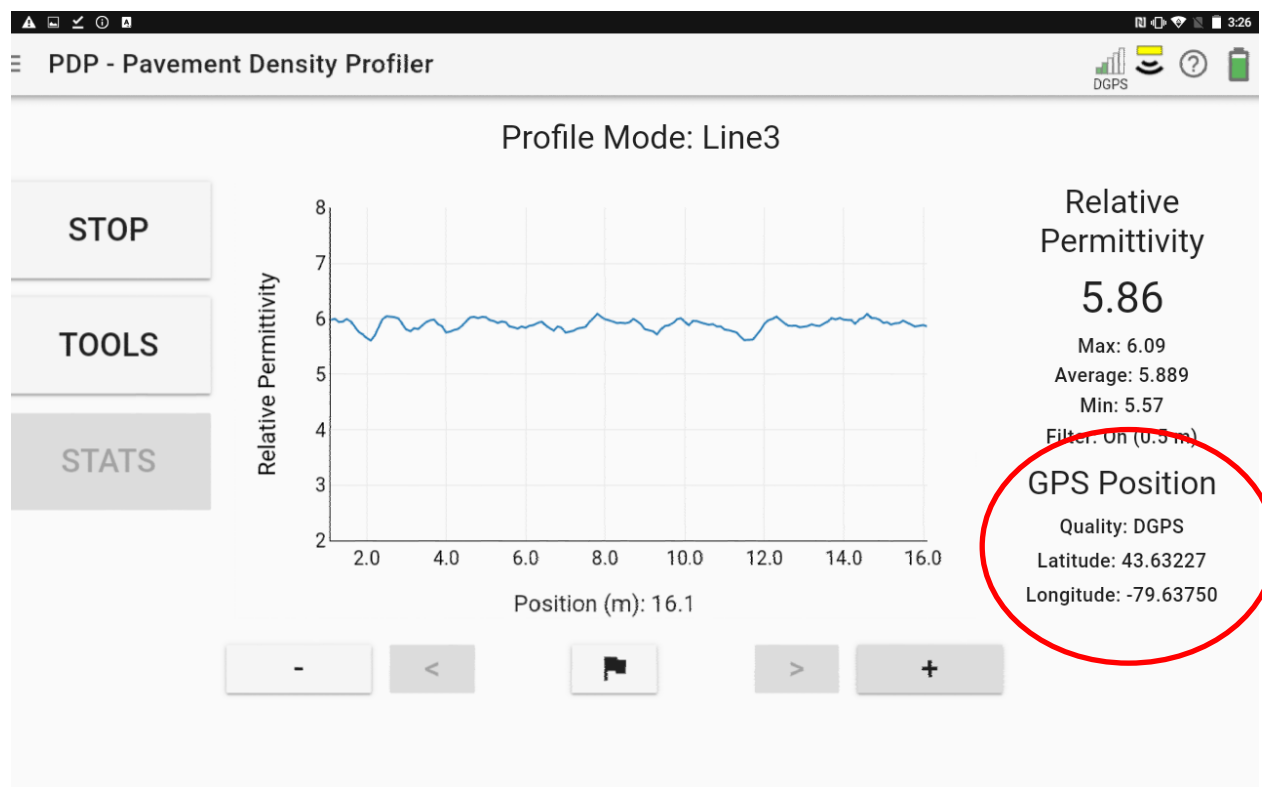 3:26
PDP - Pavement Density Profiler
DGPS
?
Profile Mode: Line3
STOP
TOOLS
STATS
Relative Permittivity
8
7
6
5
4
3
2
2.0 4.0 6.0 8.0 10.0 12.0 14.0 16.0
Position (m): 16.1
- < > +
Relative
Permittivity
5.86
Max: 6.09
Average: 5.889
Min: 5.57
Filter: On (0.5 m)
GPS Position
Quality: DGPS
Latitude: 43.63227
Longitude: -79.63750